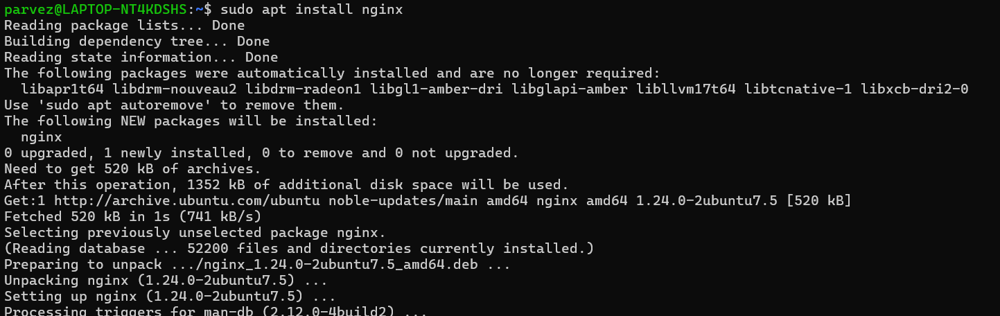 parvez@LAPTOP-NT4KDSHS:~$ sudo apt install nginx
Reading package lists... Done
Building dependency tree... Done
Reading state information... Done
The following packages were automatically installed and are no longer required:
  libapr1t64 libdrm-nouveau2 libdrm-radeon1 libgl1-amber-dri libglapi-amber libllvm17t64 libtcnative-1 libxcb-dri2-0
Use 'sudo apt autoremove' to remove them.
The following NEW packages will be installed:
  nginx
0 upgraded, 1 newly installed, 0 to remove and 0 not upgraded.
Need to get 520 kB of archives.
After this operation, 1352 kB of additional disk space will be used.
Get:1 http://archive.ubuntu.com/ubuntu noble-updates/main amd64 nginx amd64 1.24.0-2ubuntu7.5 [520 kB]
Fetched 520 kB in 1s (741 kB/s)
Selecting previously unselected package nginx.
(Reading database ... 52200 files and directories currently installed.)
Preparing to unpack .../nginx_1.24.0-2ubuntu7.5_amd64.deb ...
Unpacking nginx (1.24.0-2ubuntu7.5) ...
Setting up nginx (1.24.0-2ubuntu7.5) ...
Processing triggers for man-db (2.12.0-4build2) ...